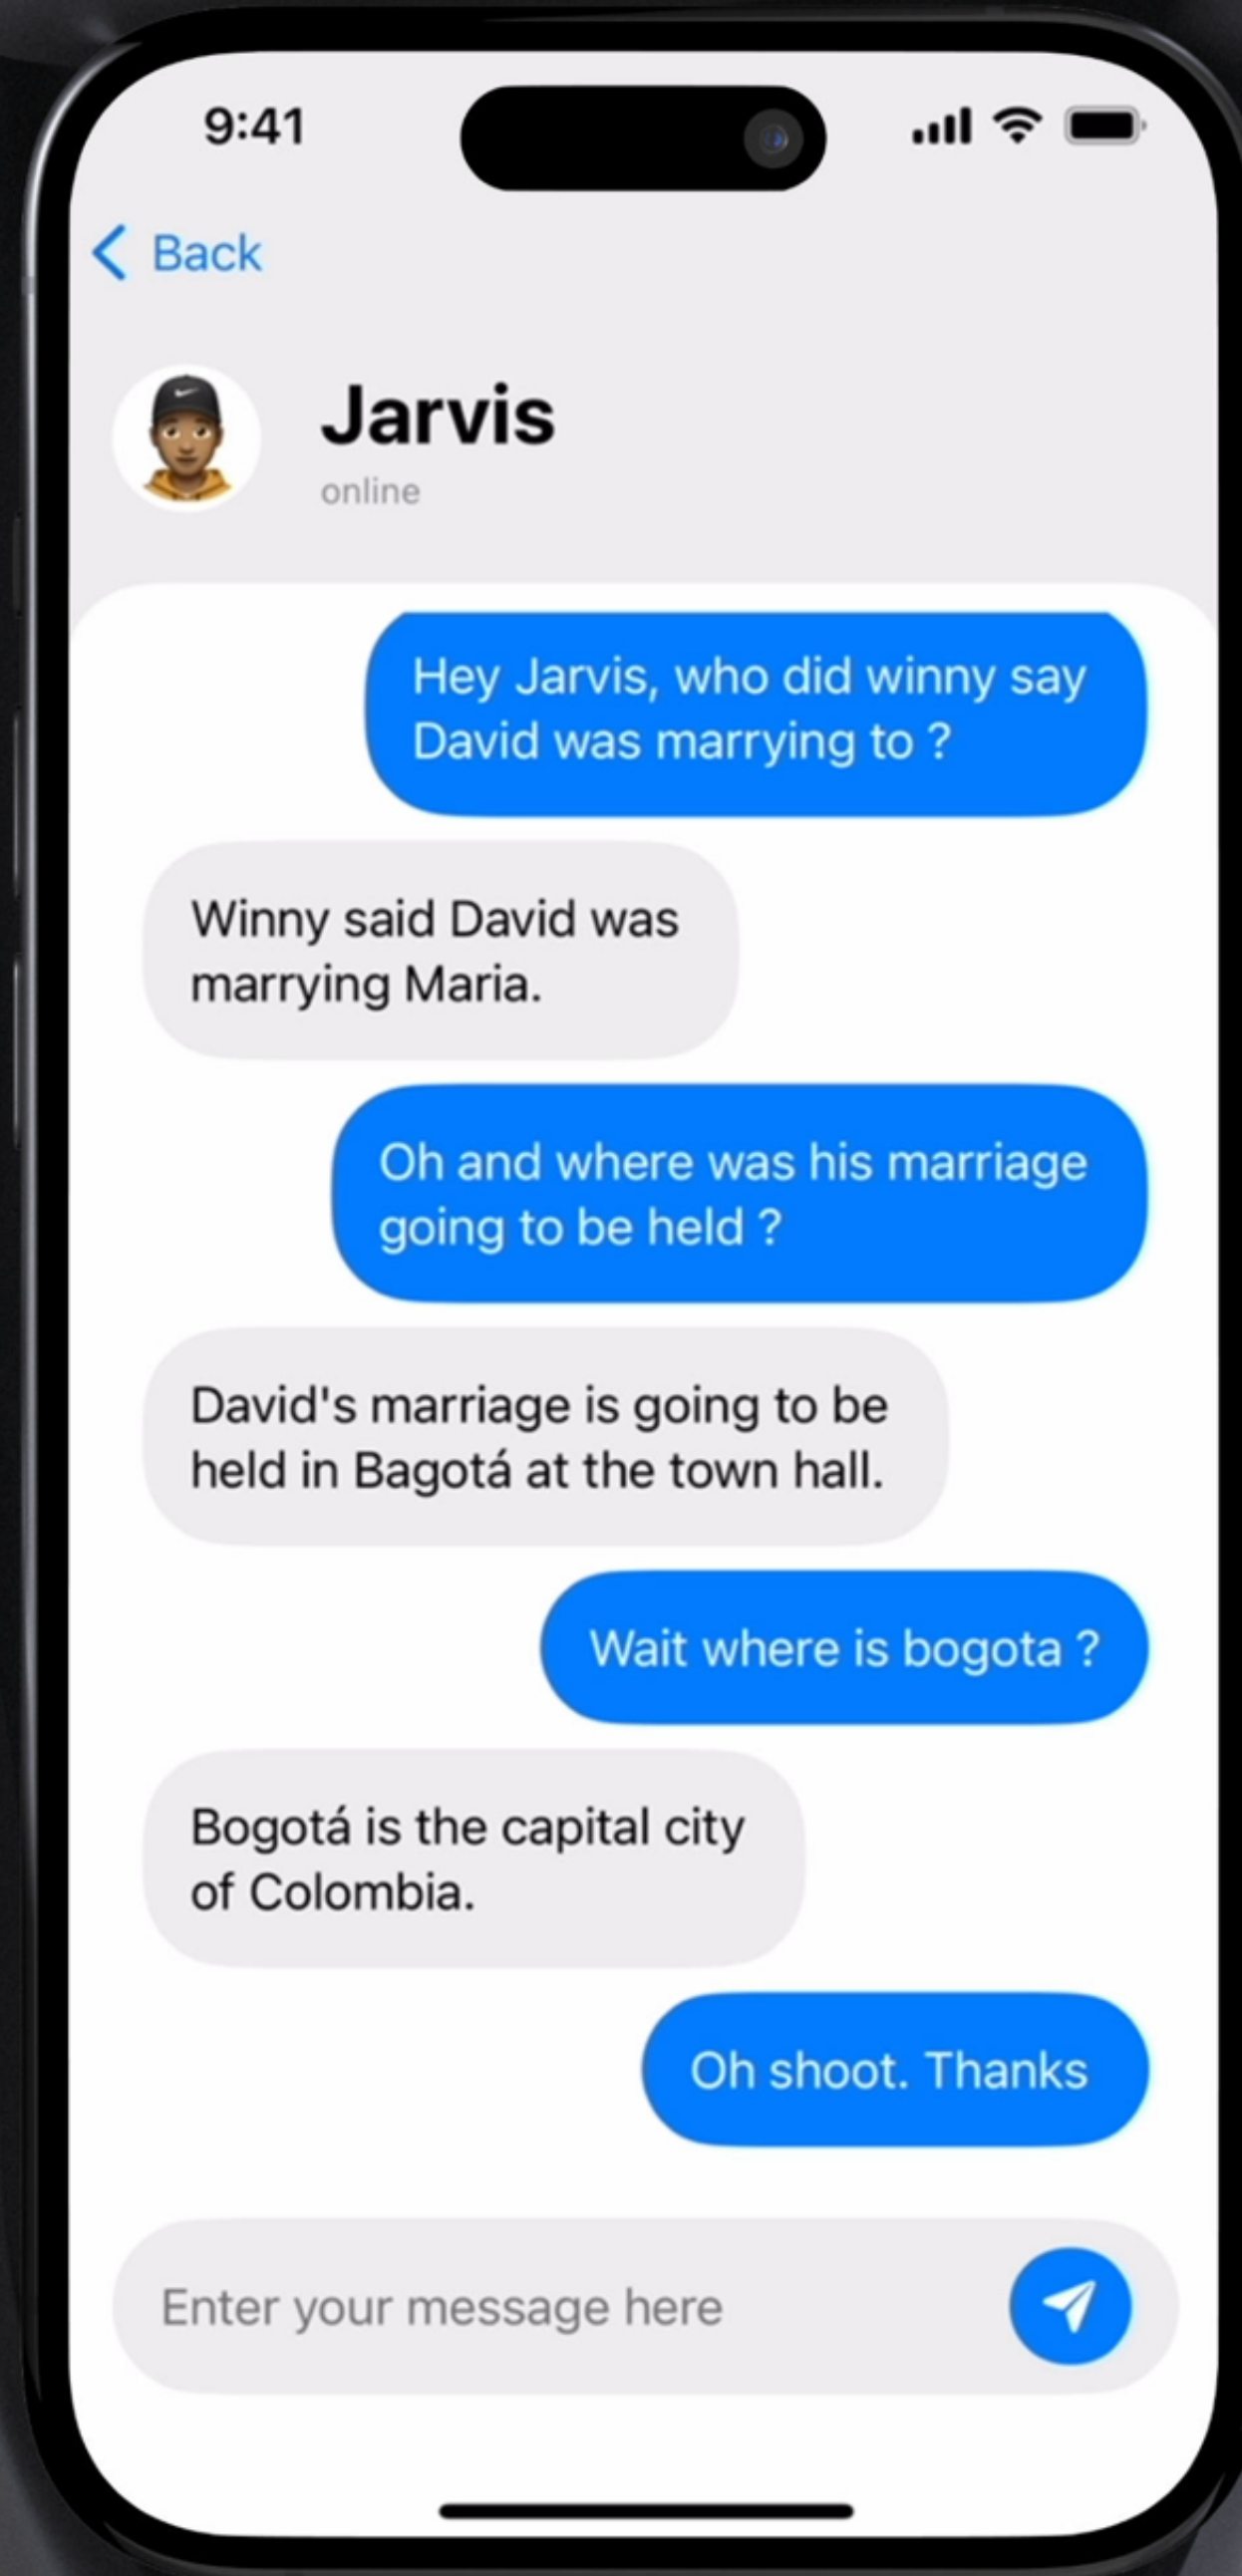 9:41
Back
Jarvis
online
Hey Jarvis, who did winny say
David was marrying to ?
Winny said David was
marrying Maria.
Oh and where was his marriage
going to be held ?
David's marriage is going to be
held in Bagotá at the town hall.
Wait where is bogota ?
Bogotá is the capital city
of Colombia.
Oh shoot. Thanks
Enter your message here